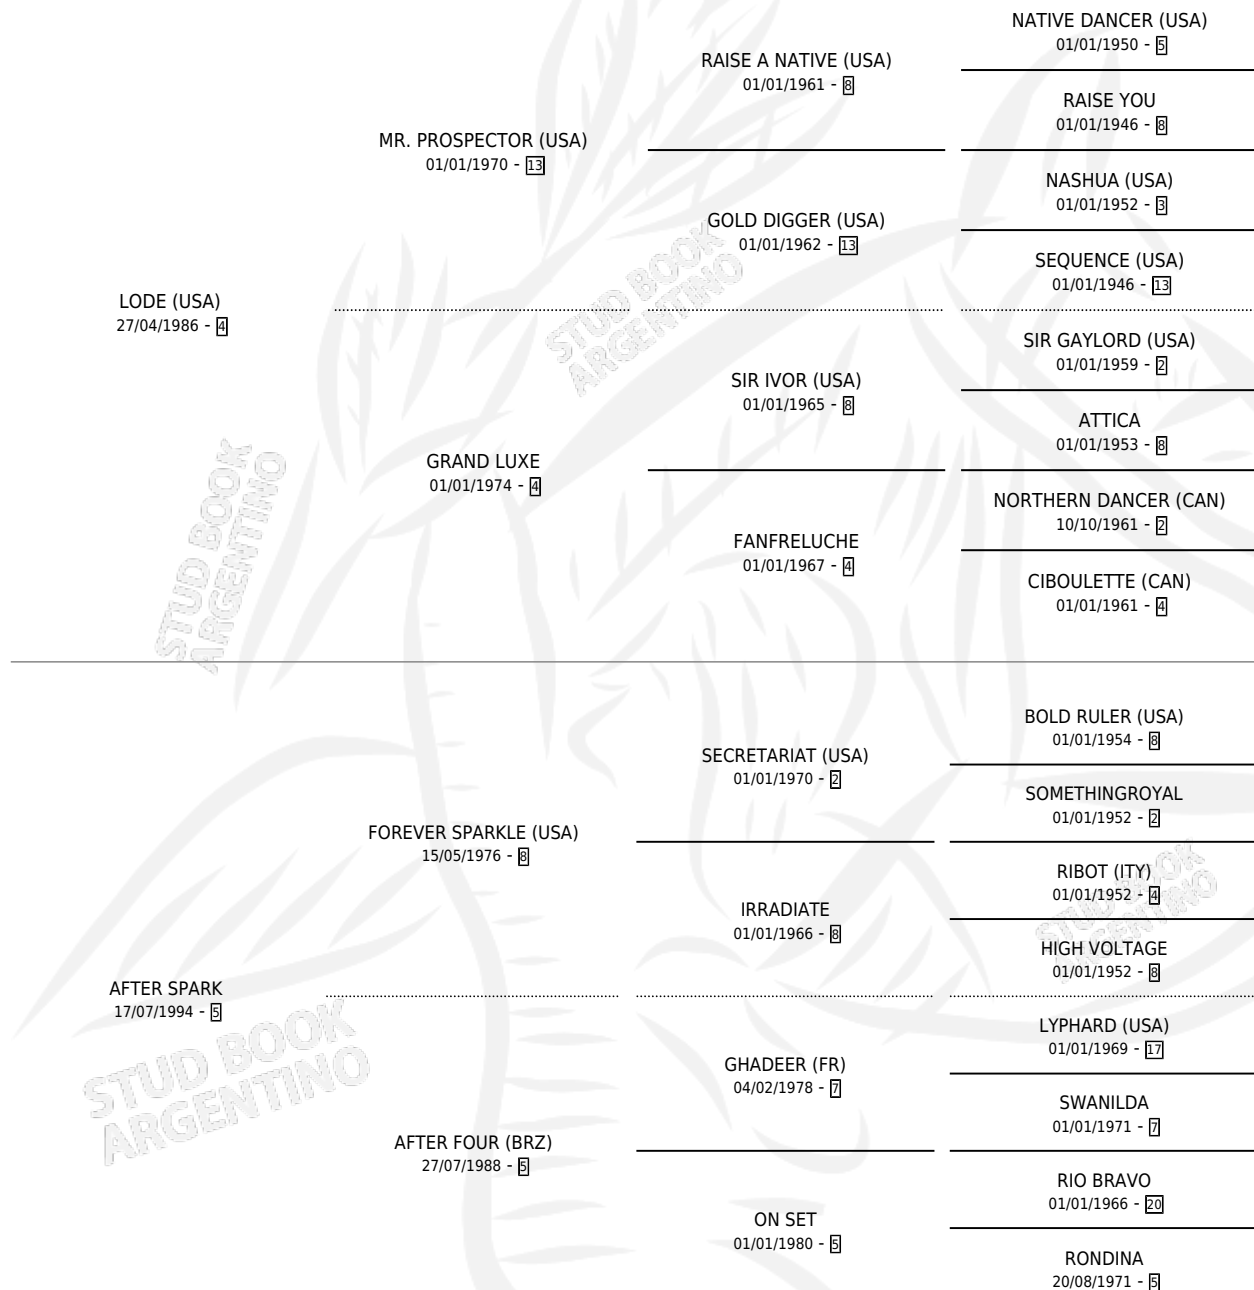 NATIVE DANCER (USA)
01/01/1950 - 5
RAISE A NATIVE (USA)
01/01/1961 - 8
RAISE YOU
01/01/1946 - 8
MR. PROSPECTOR (USA)
01/01/1970 - 13
NASHUA (USA)
01/01/1952 - 3
GOLD DIGGER (USA)
01/01/1962 - 13
SEQUENCE (USA)
01/01/1946 - 13
LODE (USA)
27/04/1986 - 4
SIR GAYLORD (USA)
01/01/1959 - 2
SIR IVOR (USA)
01/01/1965 - 8
ATTICA
01/01/1953 - 8
GRAND LUXE
01/01/1974 - 4
NORTHERN DANCER (CAN)
10/10/1961 - 2
FANFRELUCHE
01/01/1967 - 4
CIBOULETTE (CAN)
01/01/1961 - 4
BOLD RULER (USA)
01/01/1954 - 8
SECRETARIAT (USA)
01/01/1970 - 2
SOMETHINGROYAL
01/01/1952 - 2
FOREVER SPARKLE (USA)
15/05/1976 - 8
RIBOT (ITY)
01/01/1952 - 4
IRRADIATE
01/01/1966 - 8
HIGH VOLTAGE
01/01/1952 - 8
AFTER SPARK
17/07/1994 - 5
LYPHARD (USA)
01/01/1969 - 17
GHADEER (FR)
04/02/1978 - 7
SWANILDA
01/01/1971 - 7
AFTER FOUR (BRZ)
27/07/1988 - 5
RIO BRAVO
01/01/1966 - 20
ON SET
01/01/1980 - 5
RONDINA
20/08/1971 - 5
STUD BOOK
ARGENTINO
STUD BOOK
ARGENTINO
STUD BOOK
ARGENTINO
STUD BOOK
ARGENTINO